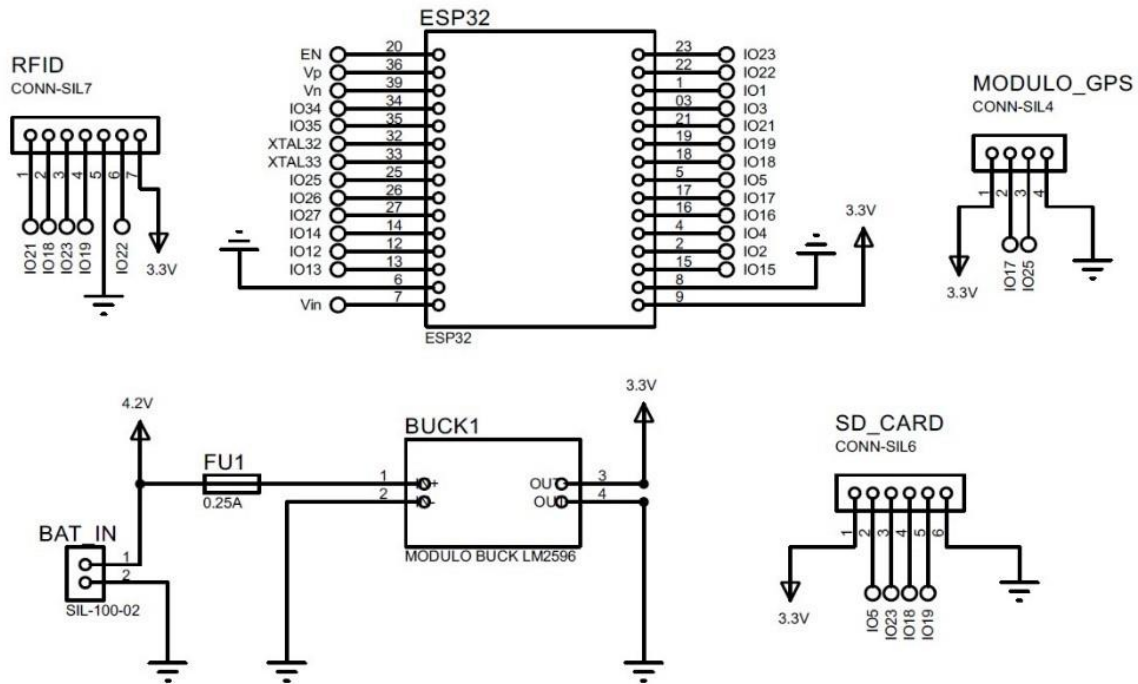 RFID
CONN-SIL7
1
2
3
4
5
6
7
IO21
IO18
IO23
IO19
IO22
3.3V
ESP32
EN 20
Vp 36
Vn 39
IO34 34
IO35 35
XTAL32 32
XTAL33 33
IO25 25
IO26 26
IO27 27
IO14 14
IO12 12
IO13 13
6
Vin 7
23 IO23
22 IO22
1 IO1
03 IO3
21 IO21
19 IO19
18 IO18
5 IO5
17 IO17
16 IO16
4 IO4
2 IO2
15 IO15
8
9
3.3V
ESP32
MODULO_GPS
CONN-SIL4
1
2
3
4
3.3V
IO17
IO25
4.2V
FU1
0.25A
BAT_IN
1
2
SIL-100-02
BUCK1
1 IN+
2 IN-
OUT 3
OUT 4
MODULO BUCK LM2596
3.3V
SD_CARD
CONN-SIL6
1
2
3
4
5
6
3.3V
IO5
IO23
IO18
IO19